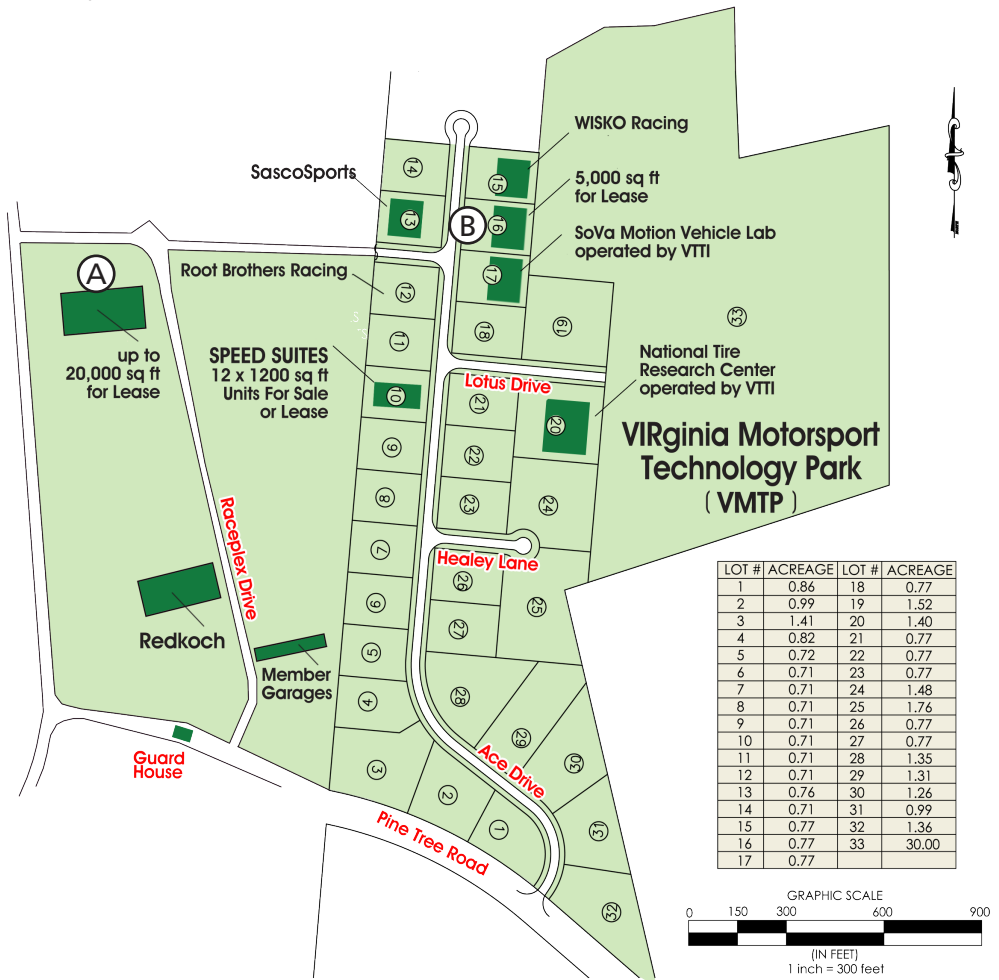 WISKO Racing
SascoSports
5,000 sq ft
for Lease
SoVa Motion Vehicle Lab
operated by VTTI
14
15
13
B
16
A
Root Brothers Racing
17
12
33
19
18
11
up to
20,000 sq ft
for Lease
SPEED SUITES
12 x 1200 sq ft
Units For Sale
or Lease
National Tire
Research Center
operated by VTTI
Lotus Drive
10
21
20
VIRginia Motorsport
Technology Park
( VMTP )
9
22
8
23
24
Raceplex Drive
7
Healey Lane
26
6
25
27
Redkoch
5
Member
Garages
4
28
Guard
House
29
Ace Drive
30
3
2
1
31
Pine Tree Road
32
LOT # ACREAGE LOT # ACREAGE
1 0.86 18 0.77
2 0.99 19 1.52
3 1.41 20 1.40
4 0.82 21 0.77
5 0.72 22 0.77
6 0.71 23 0.77
7 0.71 24 1.48
8 0.71 25 1.76
9 0.71 26 0.77
10 0.71 27 0.77
11 0.71 28 1.35
12 0.71 29 1.31
13 0.76 30 1.26
14 0.71 31 0.99
15 0.77 32 1.36
16 0.77 33 30.00
17 0.77
GRAPHIC SCALE
0 150 300 600 900
(IN FEET)
1 inch = 300 feet